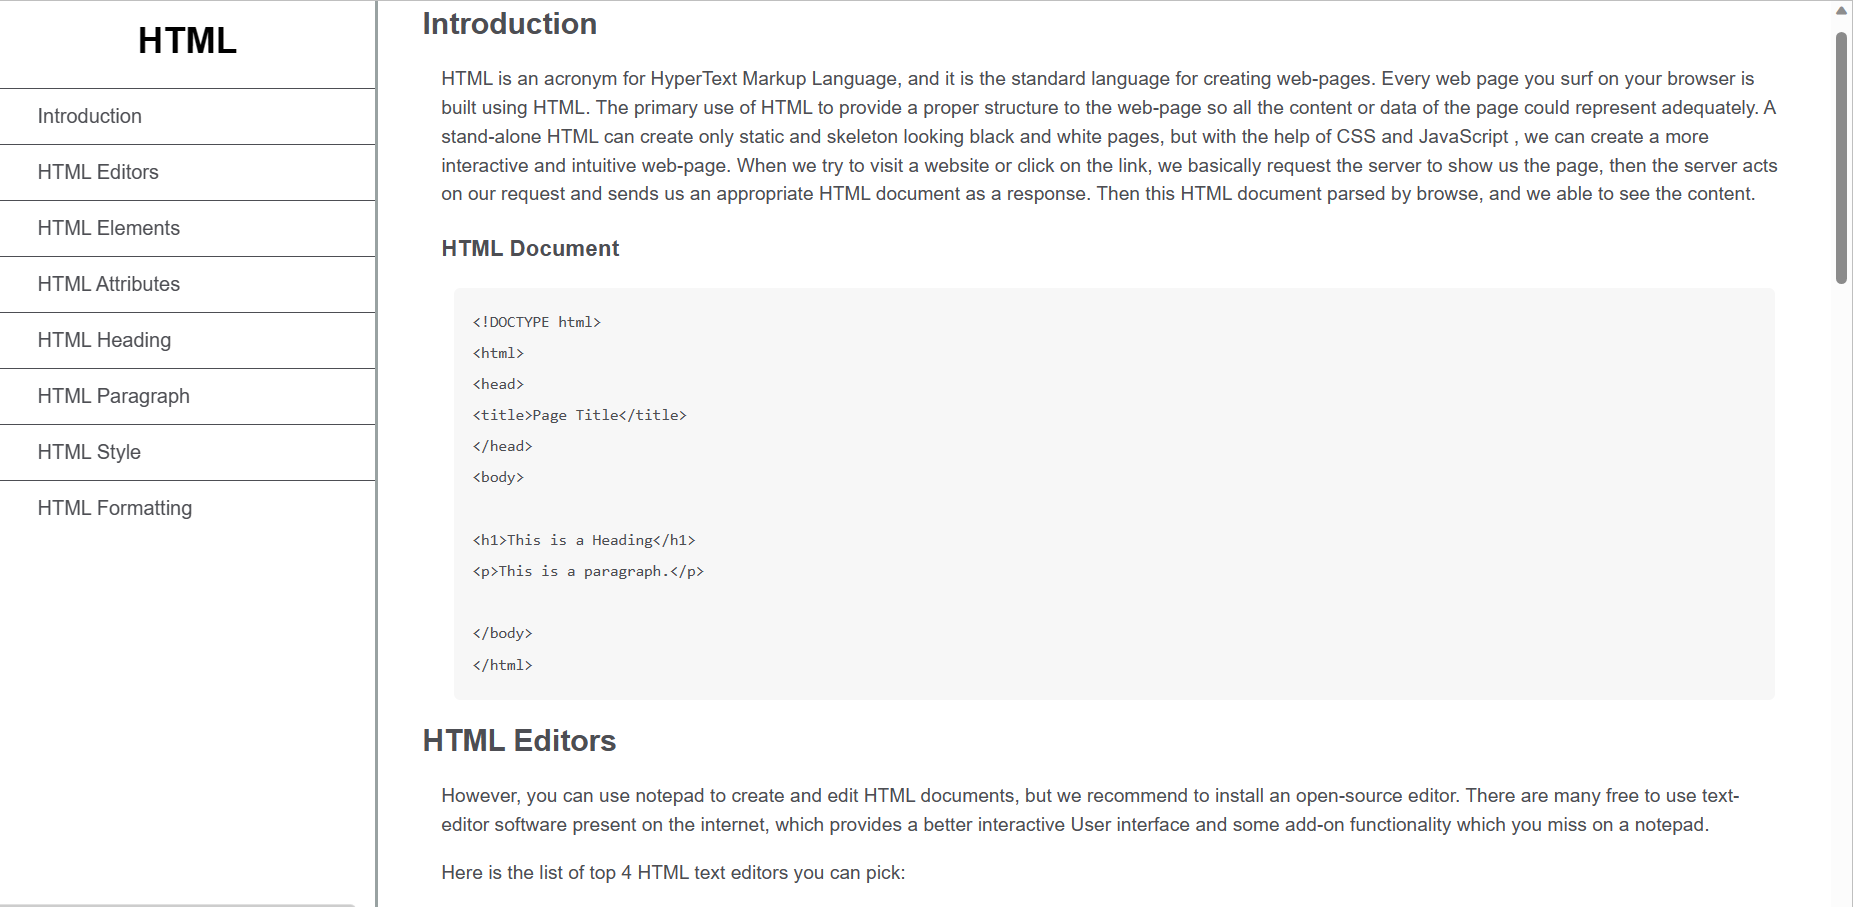 HTML
Introduction
HTML Editors
HTML Elements
HTML Attributes
HTML Heading
HTML Paragraph
HTML Style
HTML Formatting
Introduction
HTML is an acronym for HyperText Markup Language, and it is the standard language for creating web-pages. Every web page you surf on your browser is
built using HTML. The primary use of HTML to provide a proper structure to the web-page so all the content or data of the page could represent adequately. A
stand-alone HTML can create only static and skeleton looking black and white pages, but with the help of CSS and JavaScript , we can create a more
interactive and intuitive web-page. When we try to visit a website or click on the link, we basically request the server to show us the page, then the server acts
on our request and sends us an appropriate HTML document as a response. Then this HTML document parsed by browse, and we able to see the content.
HTML Document
<!DOCTYPE html>
<html>
<head>
<title>Page Title</title>
</head>
<body>
<h1>This is a Heading</h1>
<p>This is a paragraph.</p>
</body>
</html>
HTML Editors
However, you can use notepad to create and edit HTML documents, but we recommend to install an open-source editor. There are many free to use text-
editor software present on the internet, which provides a better interactive User interface and some add-on functionality which you miss on a notepad.
Here is the list of top 4 HTML text editors you can pick: